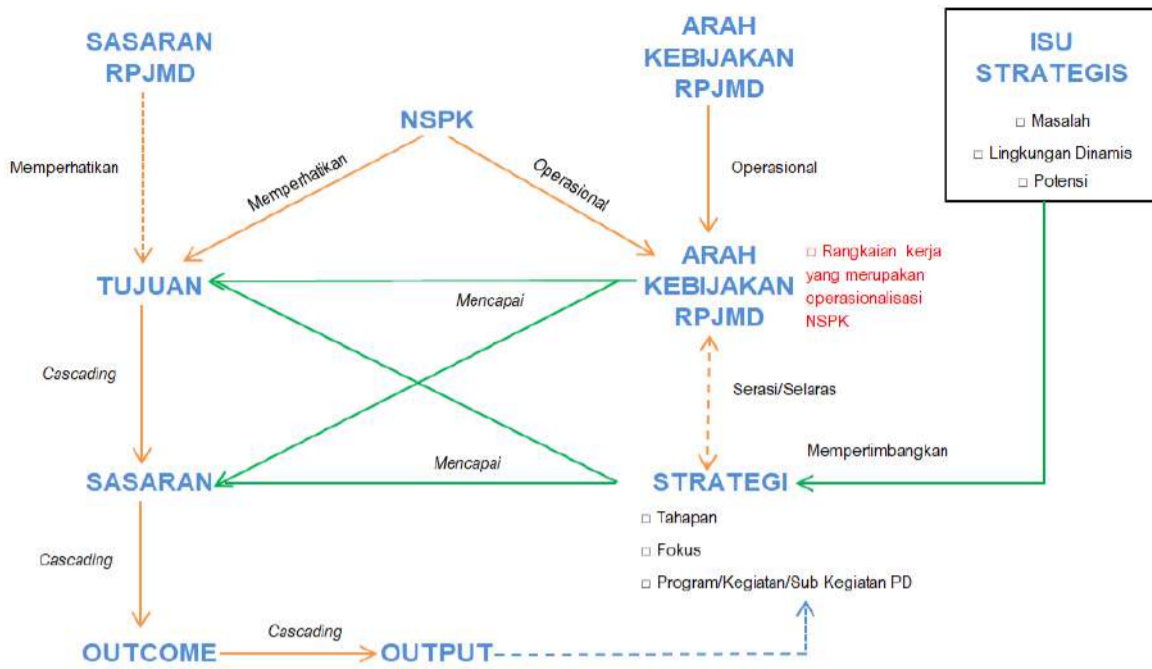 SASARAN
RPJMD
ARAH
KEBIJAKAN
RPJMD
ISU
STRATEGIS
□ Masalah
□ Lingkungan Dinamis
□ Potensi
NSPK
Memperhatikan
Memperhatikan
Operasional
Operasional
TUJUAN
ARAH
KEBIJAKAN
RPJMD
□ Rangkaian kerja
yang merupakan
operasionalisasi
NSPK
Mencapai
Cascading
Serasi/Selaras
Mempertimbangkan
SASARAN
Mencapai
STRATEGI
□ Tahapan
□ Fokus
□ Program/Kegiatan/Sub Kegiatan PD
Cascading
OUTCOME
Cascading
OUTPUT